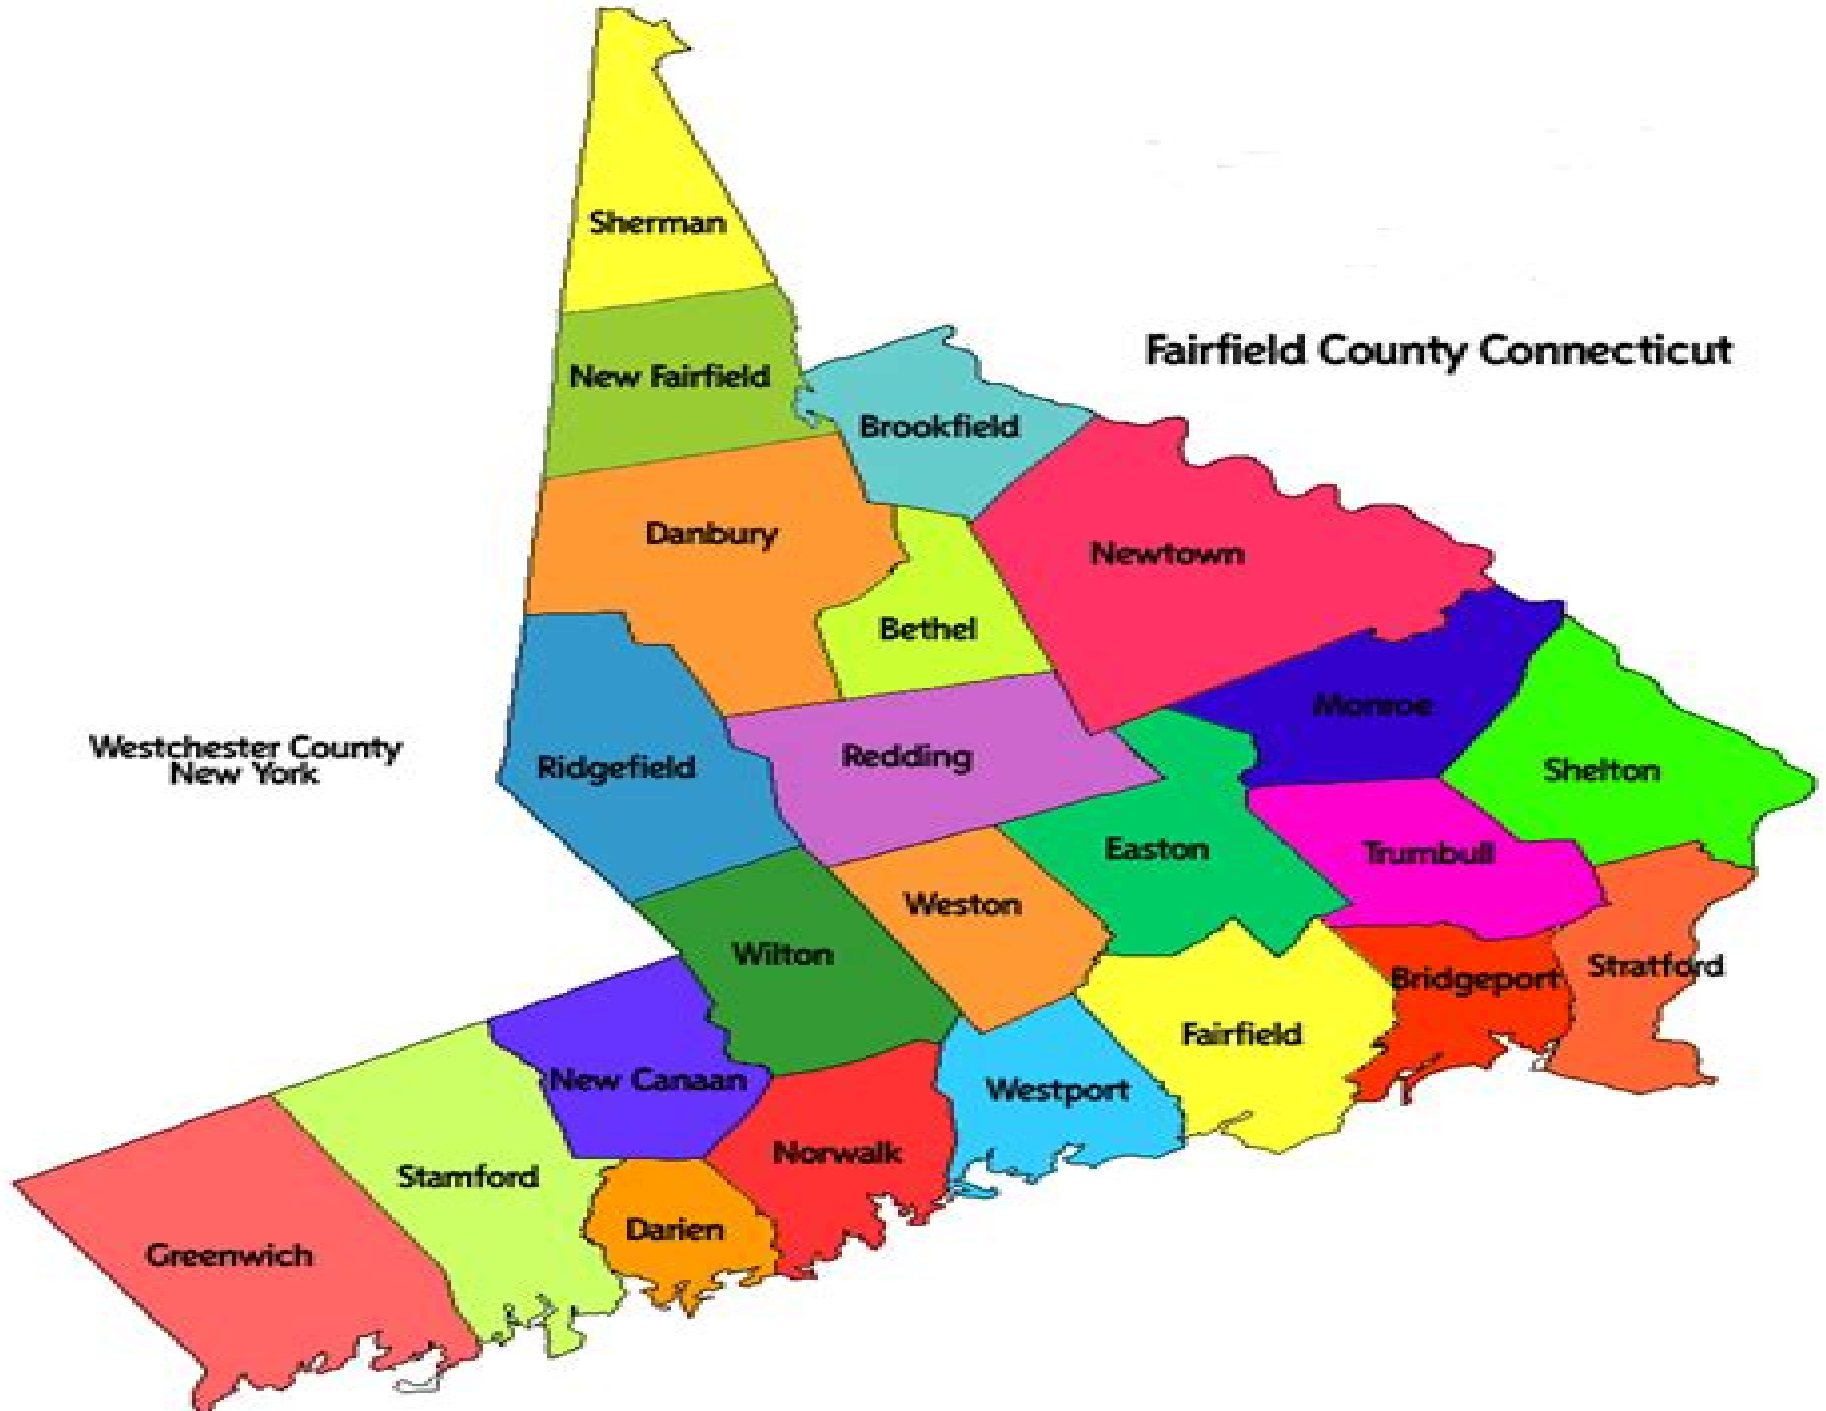 Sherman
Fairfield County Connecticut
New Fairfield
Brookfield
Danbury
Newtown
Bethel
Monroe
Westchester County
New York
Ridgefield
Redding
Shelton
Easton
Trumbull
Weston
Wilton
Bridgeport
Stratford
Fairfield
New Canaan
Westport
Norwalk
Stamford
Darien
Greenwich